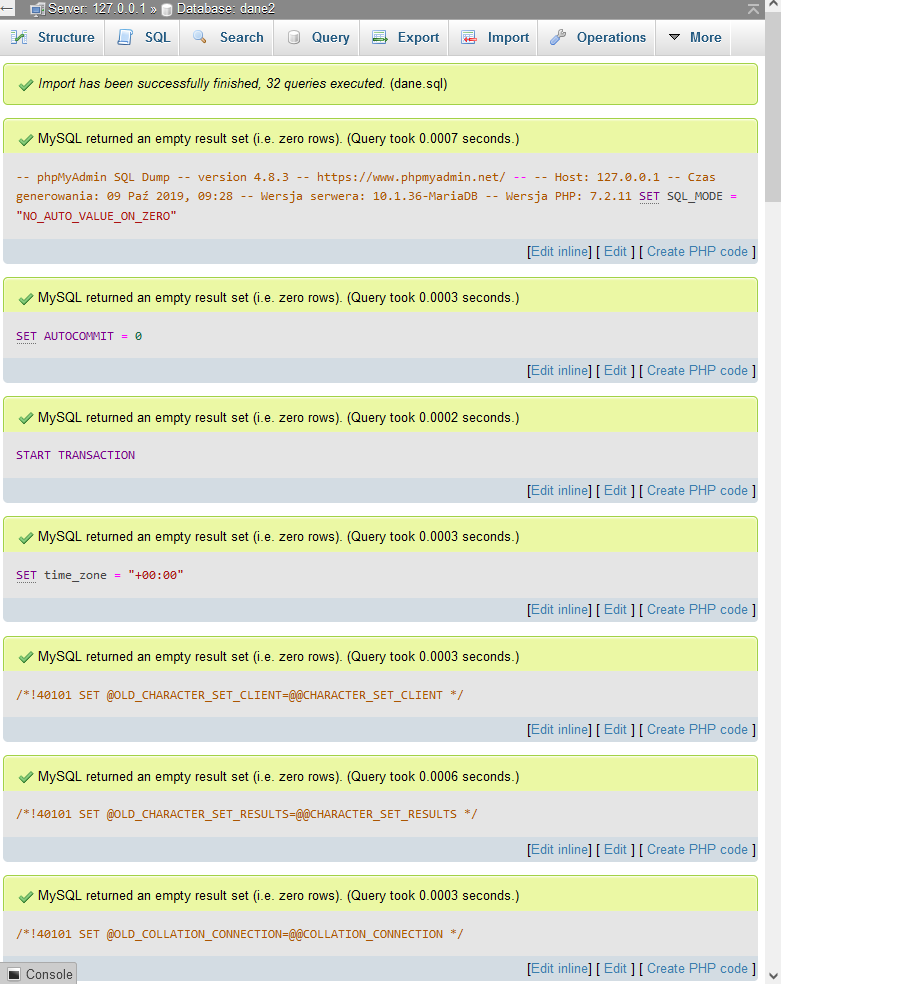 Server: 127.0.0.1 » Database: dane2
Structure SQL Search Query Export Import Operations More
Import has been successfully finished, 32 queries executed. (dane.sql)
MySQL returned an empty result set (i.e. zero rows). (Query took 0.0007 seconds.)
-- phpMyAdmin SQL Dump -- version 4.8.3 -- https://www.phpmyadmin.net/ -- -- Host: 127.0.0.1 -- Czas
generowania: 09 Paź 2019, 09:28 -- Wersja serwera: 10.1.36-MariaDB -- Wersja PHP: 7.2.11 SET SQL_MODE =
"NO_AUTO_VALUE_ON_ZERO"
[Edit inline] [ Edit ] [ Create PHP code ]
MySQL returned an empty result set (i.e. zero rows). (Query took 0.0003 seconds.)
SET AUTOCOMMIT = 0
[Edit inline] [ Edit ] [ Create PHP code ]
MySQL returned an empty result set (i.e. zero rows). (Query took 0.0002 seconds.)
START TRANSACTION
[Edit inline] [ Edit ] [ Create PHP code ]
MySQL returned an empty result set (i.e. zero rows). (Query took 0.0003 seconds.)
SET time_zone = "+00:00"
[Edit inline] [ Edit ] [ Create PHP code ]
MySQL returned an empty result set (i.e. zero rows). (Query took 0.0003 seconds.)
/*!40101 SET @OLD_CHARACTER_SET_CLIENT=@@CHARACTER_SET_CLIENT */
[Edit inline] [ Edit ] [ Create PHP code ]
MySQL returned an empty result set (i.e. zero rows). (Query took 0.0006 seconds.)
/*!40101 SET @OLD_CHARACTER_SET_RESULTS=@@CHARACTER_SET_RESULTS */
[Edit inline] [ Edit ] [ Create PHP code ]
MySQL returned an empty result set (i.e. zero rows). (Query took 0.0003 seconds.)
/*!40101 SET @OLD_COLLATION_CONNECTION=@@COLLATION_CONNECTION */
[Edit inline] [ Edit ] [ Create PHP code ]
Console